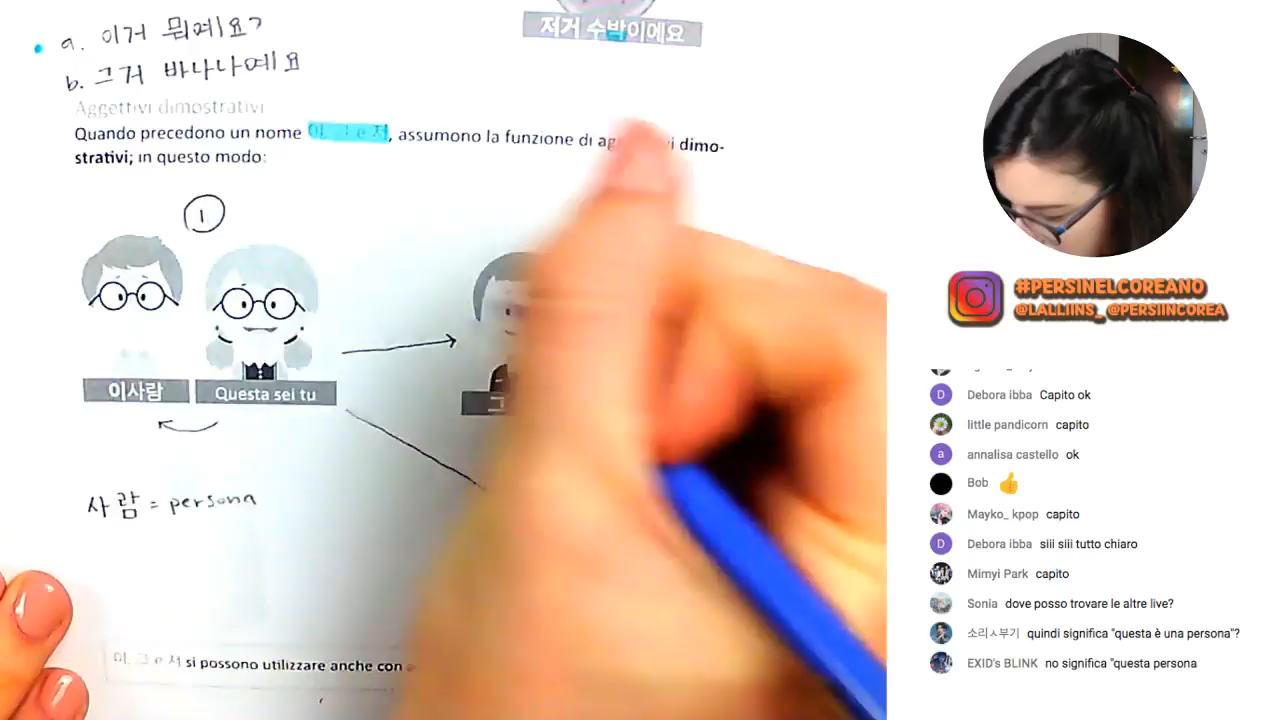 저거 수박이에요
a. 이거 뭐예요?
b. 그거 바나나예요
Aggettivi dimostrativi
Quando precedono un nome 이, 그 e 저, assumono la funzione di dimo-
strativi; in questo modo:
1
이사람
Questa sei tu
사람 = persona
이, 그 e 저 si possono utilizzare anche con
#PERSINELCOREANO
@LALLIINS_ @PERSIINCOREA
Debora ibba Capito ok
little pandicorn capito
annalisa castello ok
Bob 👍
Mayko_ kpop capito
Debora ibba siii siii tutto chiaro
Mimyi Park capito
Sonia dove posso trovare le altre live?
소리ㅅ부기 quindi significa "questa è una persona"?
EXID's BLINK no significa "questa persona